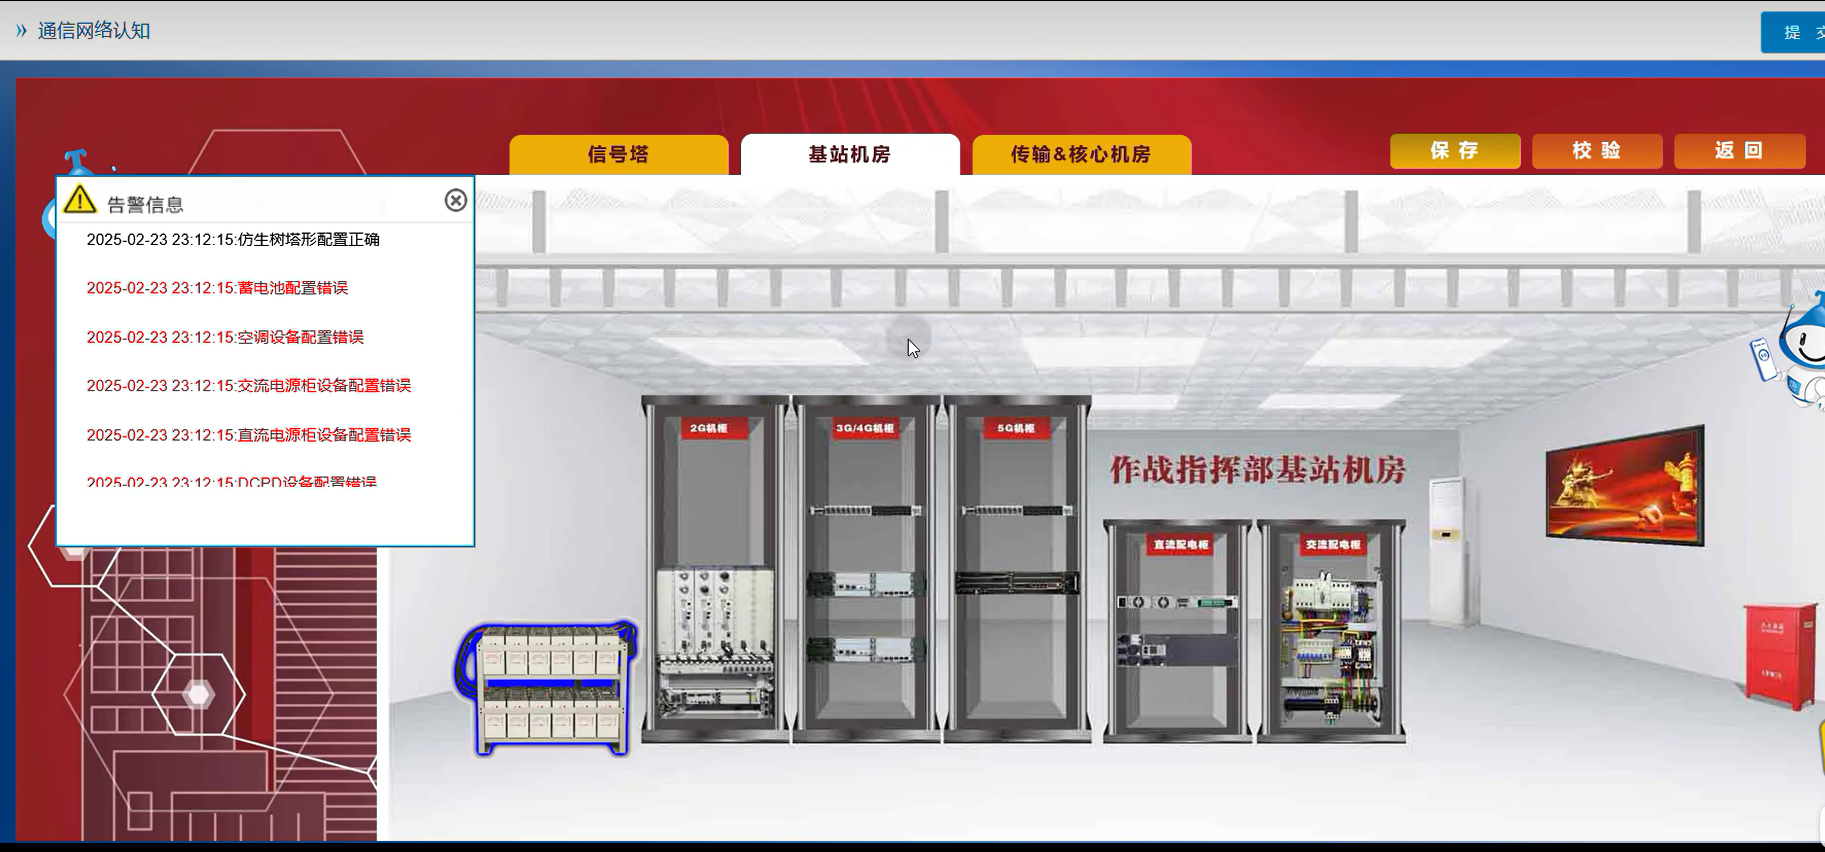 » 通信网络认知
提 交
信号塔
基站机房
传输&核心机房
保存
校验
返回
告警信息
2025-02-23 23:12:15:仿生树塔形配置正确
2025-02-23 23:12:15:蓄电池配置错误
2025-02-23 23:12:15:空调设备配置错误
2025-02-23 23:12:15:交流电源柜设备配置错误
2025-02-23 23:12:15:直流电源柜设备配置错误
2025-02-23 23:12:15:DCPD设备配置错误
2G机柜
3G/4G机柜
5G机柜
作战指挥部基站机房
直流配电柜
交流配电柜